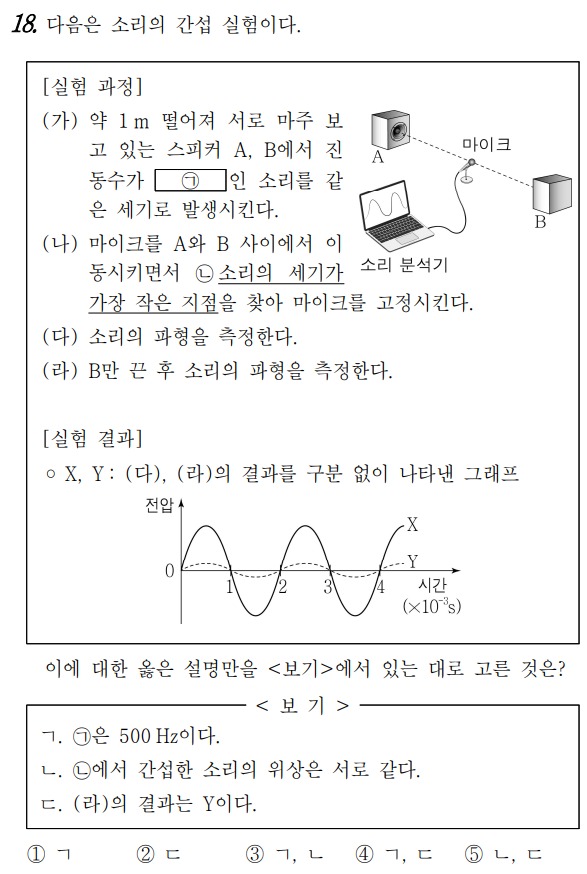 18. 다음은 소리의 간섭 실험이다.
[실험 과정]
(가) 약 1 m 떨어져 서로 마주 보
고 있는 스피커 A, B에서 진
동수가 ㉠ 인 소리를 같
은 세기로 발생시킨다.
(나) 마이크를 A와 B 사이에서 이
동시키면서 ㉡소리의 세기가
가장 작은 지점을 찾아 마이크를 고정시킨다.
(다) 소리의 파형을 측정한다.
(라) B만 끈 후 소리의 파형을 측정한다.
A
마이크
B
소리 분석기
[실험 결과]
○ X, Y : (다), (라)의 결과를 구분 없이 나타낸 그래프
전압
X
Y
0
1 2 3 4 시간
(×10⁻³s)
이에 대한 옳은 설명만을 <보기>에서 있는 대로 고른 것은?
< 보 기 >
ㄱ. ㉠은 500 Hz이다.
ㄴ. ㉡에서 간섭한 소리의 위상은 서로 같다.
ㄷ. (라)의 결과는 Y이다.
① ㄱ ② ㄷ ③ ㄱ, ㄴ ④ ㄱ, ㄷ ⑤ ㄴ, ㄷ